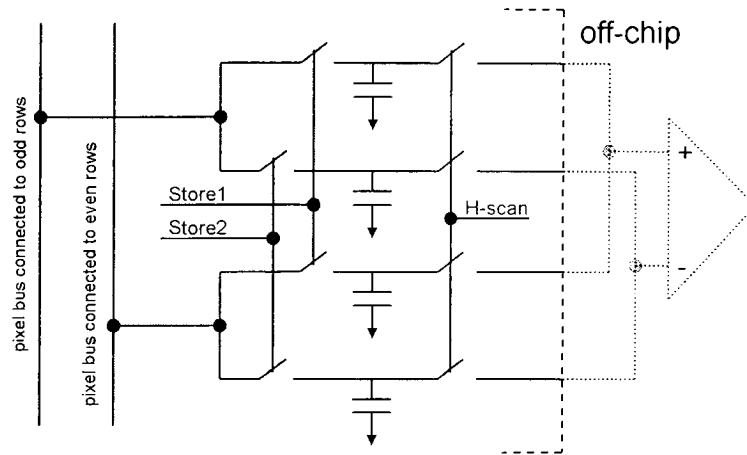 off-chip
pixel bus connected to odd rows
pixel bus connected to even rows
Store1
Store2
H-scan
+
-